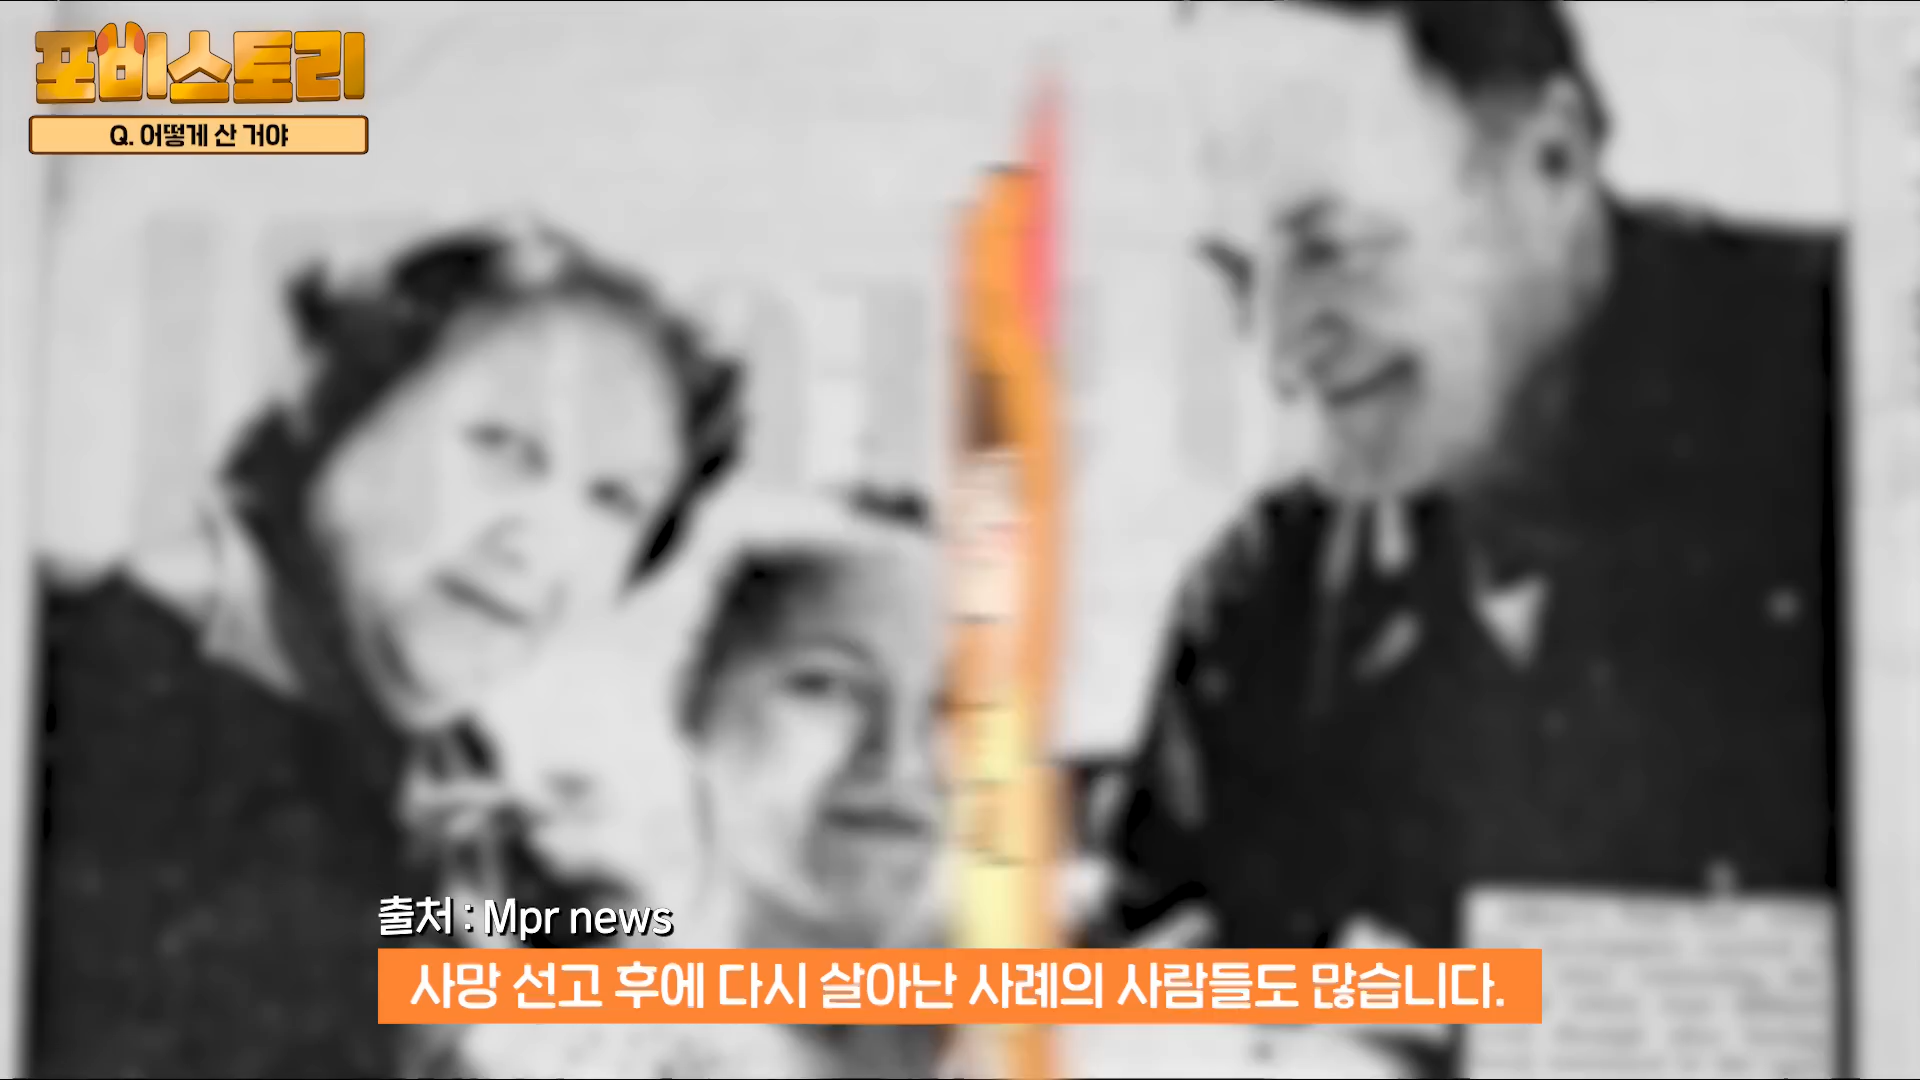 포비스토리
Q. 어떻게 산 거야
출처 : Mpr news
사망 선고 후에 다시 살아난 사례의 사람들도 많습니다.